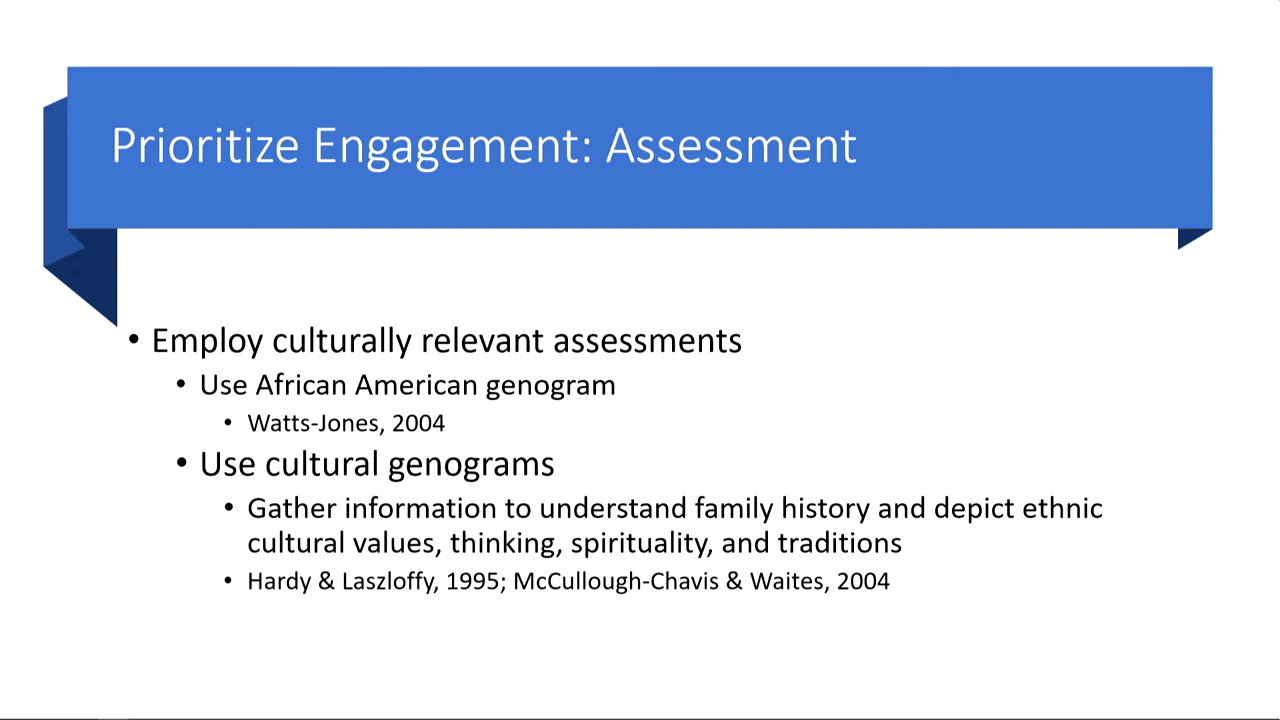 Prioritize Engagement: Assessment
• Employ culturally relevant assessments
• Use African American genogram
• Watts-Jones, 2004
• Use cultural genograms
• Gather information to understand family history and depict ethnic
cultural values, thinking, spirituality, and traditions
• Hardy & Laszloffy, 1995; McCullough-Chavis & Waites, 2004